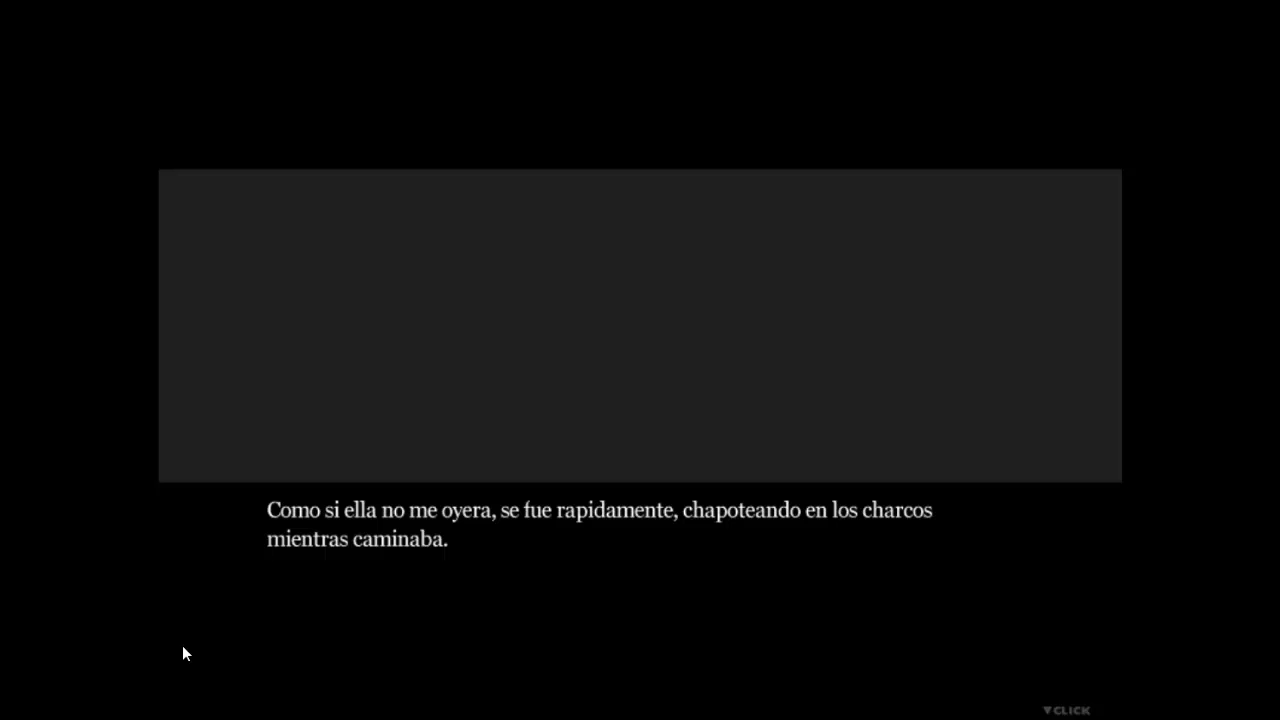 Como si ella no me oyera, se fue rapidamente, chapoteando en los charcos
mientras caminaba.
▼CLICK